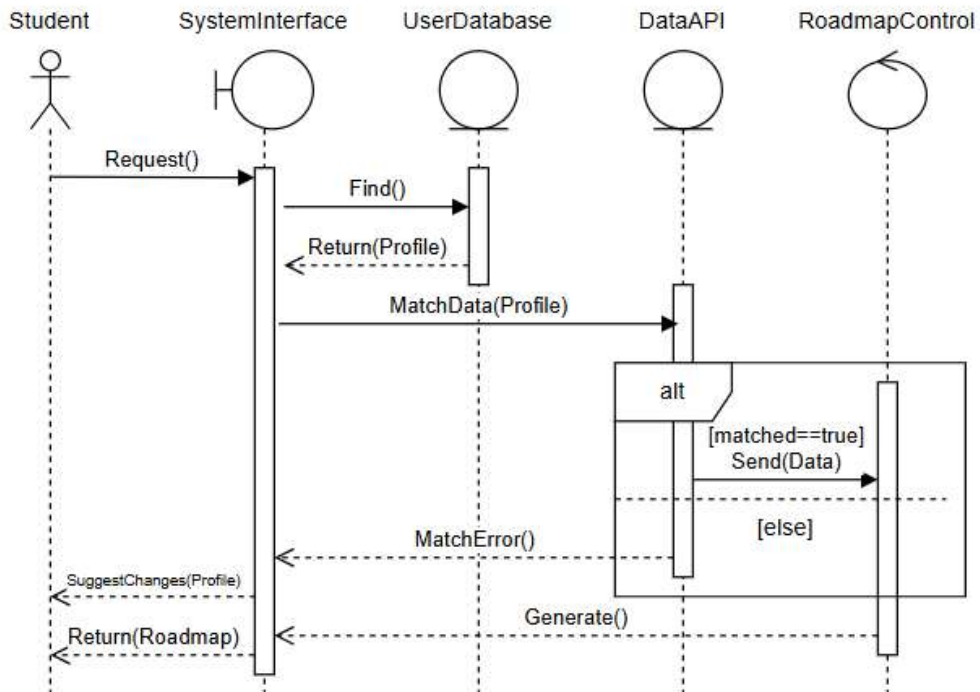 Student
SystemInterface
UserDatabase
DataAPI
RoadmapControl
Request()
Find()
Return(Profile)
MatchData(Profile)
alt
[matched==true]
Send(Data)
[else]
MatchError()
SuggestChanges(Profile)
Generate()
Return(Roadmap)